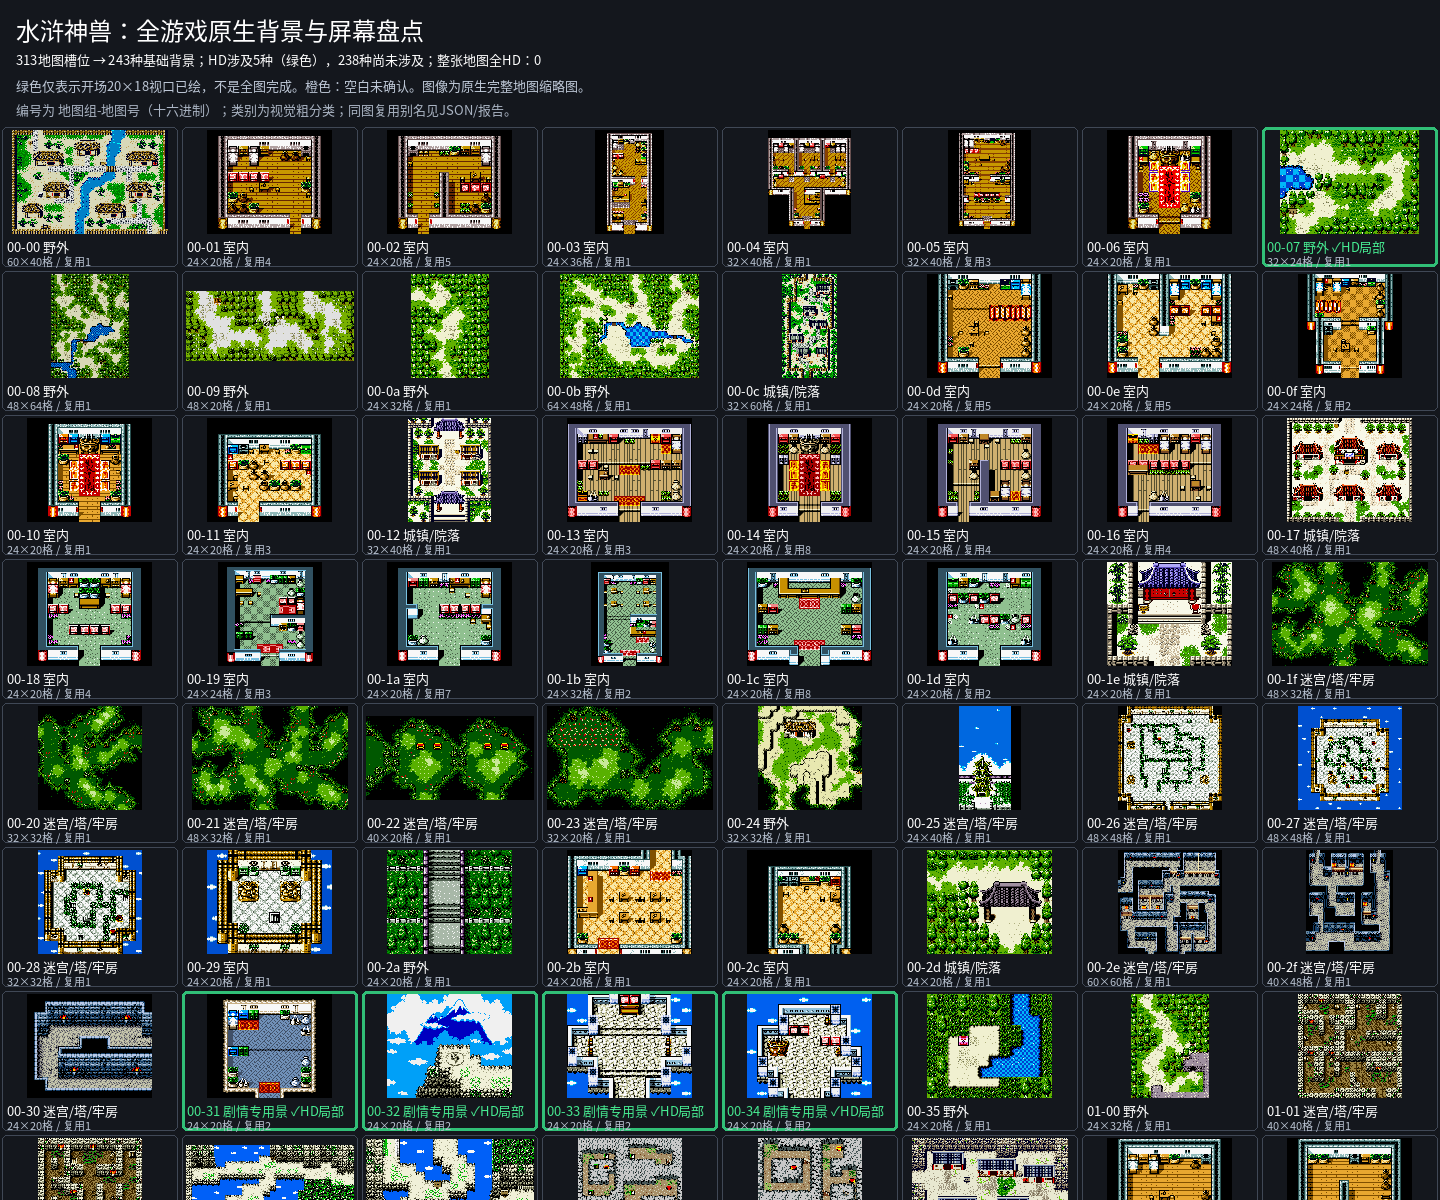 水浒神兽：全游戏原生背景与屏幕盘点
313地图槽位 → 243种基础背景；HD涉及5种（绿色），238种尚未涉及；整张地图全HD：0
绿色仅表示开场20×18视口已绘，不是全图完成。橙色：空白未确认。图像为原生完整地图缩略图。
编号为 地图组-地图号（十六进制）；类别为视觉粗分类；同图复用别名见JSON/报告。
00-00 野外
60×40格 / 复用1
00-01 室内
24×20格 / 复用4
00-02 室内
24×20格 / 复用5
00-03 室内
24×36格 / 复用1
00-04 室内
32×40格 / 复用1
00-05 室内
32×40格 / 复用3
00-06 室内
24×20格 / 复用1
00-07 野外 ✓HD局部
32×24格 / 复用1
00-08 野外
48×64格 / 复用1
00-09 野外
48×20格 / 复用1
00-0a 野外
24×32格 / 复用1
00-0b 野外
64×48格 / 复用1
00-0c 城镇/院落
32×60格 / 复用1
00-0d 室内
24×20格 / 复用5
00-0e 室内
24×20格 / 复用5
00-0f 室内
24×24格 / 复用2
00-10 室内
24×20格 / 复用1
00-11 室内
24×20格 / 复用3
00-12 城镇/院落
32×40格 / 复用1
00-13 室内
24×20格 / 复用3
00-14 室内
24×20格 / 复用8
00-15 室内
24×20格 / 复用4
00-16 室内
24×20格 / 复用4
00-17 城镇/院落
48×40格 / 复用1
00-18 室内
24×20格 / 复用4
00-19 室内
24×24格 / 复用3
00-1a 室内
24×20格 / 复用7
00-1b 室内
24×32格 / 复用2
00-1c 室内
24×20格 / 复用8
00-1d 室内
24×20格 / 复用2
00-1e 城镇/院落
24×20格 / 复用1
00-1f 迷宫/塔/牢房
48×32格 / 复用1
00-20 迷宫/塔/牢房
32×32格 / 复用1
00-21 迷宫/塔/牢房
48×32格 / 复用1
00-22 迷宫/塔/牢房
40×20格 / 复用1
00-23 迷宫/塔/牢房
32×20格 / 复用1
00-24 野外
32×32格 / 复用1
00-25 迷宫/塔/牢房
24×40格 / 复用1
00-26 迷宫/塔/牢房
48×48格 / 复用1
00-27 迷宫/塔/牢房
48×48格 / 复用1
00-28 迷宫/塔/牢房
32×32格 / 复用1
00-29 室内
24×20格 / 复用1
00-2a 野外
24×20格 / 复用1
00-2b 室内
24×20格 / 复用1
00-2c 室内
24×20格 / 复用1
00-2d 城镇/院落
24×20格 / 复用1
00-2e 迷宫/塔/牢房
60×60格 / 复用1
00-2f 迷宫/塔/牢房
40×48格 / 复用1
00-30 迷宫/塔/牢房
24×20格 / 复用1
00-31 剧情专用景 ✓HD局部
24×20格 / 复用2
00-32 剧情专用景 ✓HD局部
24×20格 / 复用2
00-33 剧情专用景 ✓HD局部
24×20格 / 复用2
00-34 剧情专用景 ✓HD局部
24×20格 / 复用2
00-35 野外
24×20格 / 复用1
01-00 野外
24×32格 / 复用1
01-01 迷宫/塔/牢房
40×40格 / 复用1